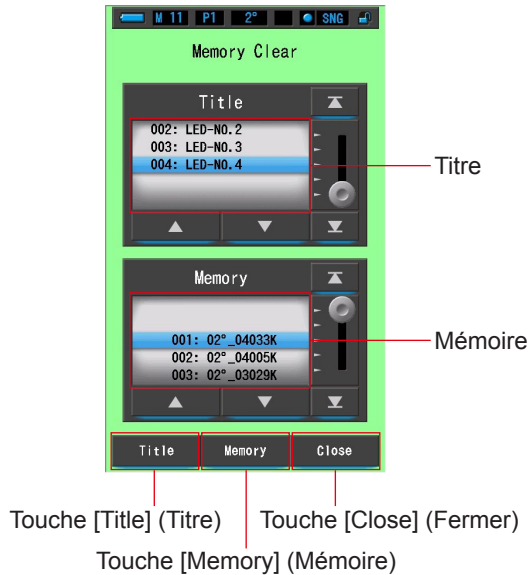 M 11 P1 2° SNG
Memory Clear
Title
002: LED-NO.2
003: LED-NO.3
004: LED-NO.4
Titre
Memory
001: 02°_04033K
002: 02°_04005K
003: 02°_03029K
Mémoire
Title Memory Close
Touche [Title] (Titre) Touche [Close] (Fermer)
Touche [Memory] (Mémoire)